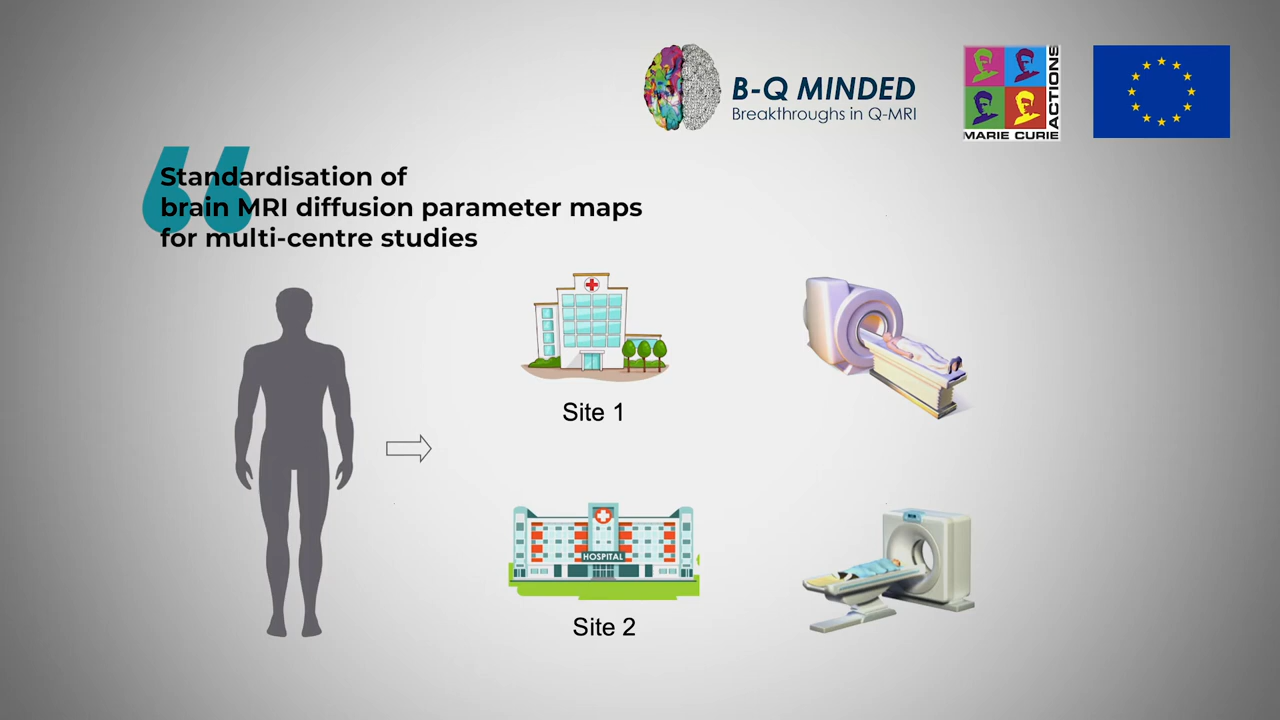 B-Q MINDED
Breakthroughs in Q-MRI
MARIE CURIE
ACTIONS
Standardisation of
brain MRI diffusion parameter maps
for multi-centre studies
Site 1
HOSPITAL
Site 2